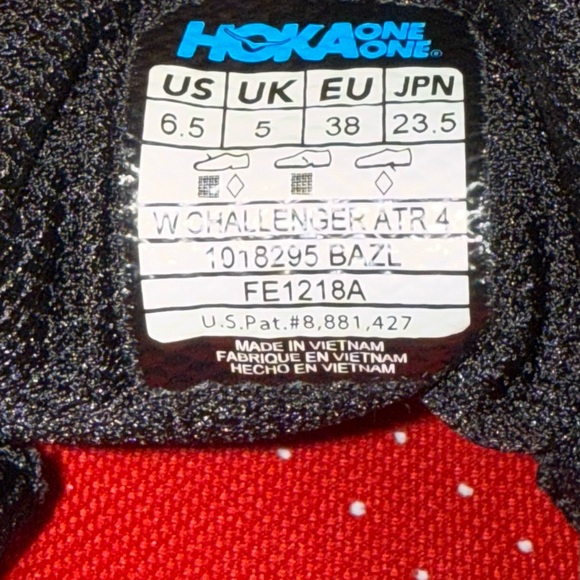 HOKA ONE ONE®
US UK EU JPN
6.5 5 38 23.5
W CHALLENGER ATR 4
1018295 BAZL
FE1218A
U.S.Pat.#8,881,427
MADE IN VIETNAM
FABRIQUE EN VIETNAM
HECHO EN VIETNAM